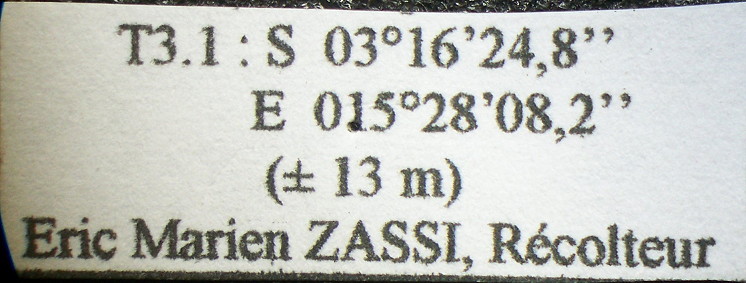 T3.1 : S 03°16’24,8’’
E 015°28’08,2’’
(± 13 m)
Eric Marien ZASSI, Récolteur